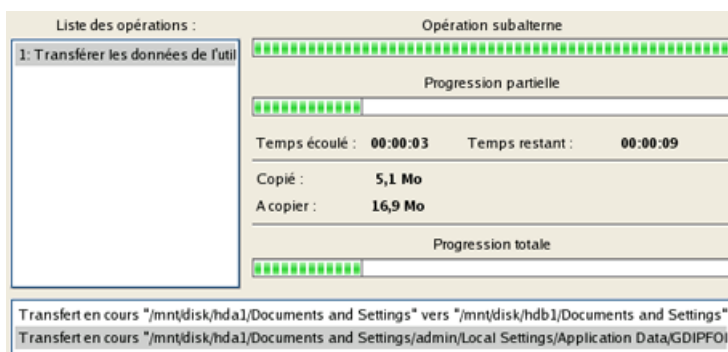 Liste des opérations :
1: Transférer les données de l'util
Opération subalterne
Progression partielle
Temps écoulé : 00:00:03 Temps restant : 00:00:09
Copié : 5,1 Mo
A copier : 16,9 Mo
Progression totale
Transfert en cours "/mnt/disk/hda1/Documents and Settings" vers "/mnt/disk/hdb1/Documents and Settings"
Transfert en cours "/mnt/disk/hda1/Documents and Settings/admin/Local Settings/Application Data/GDIPFO